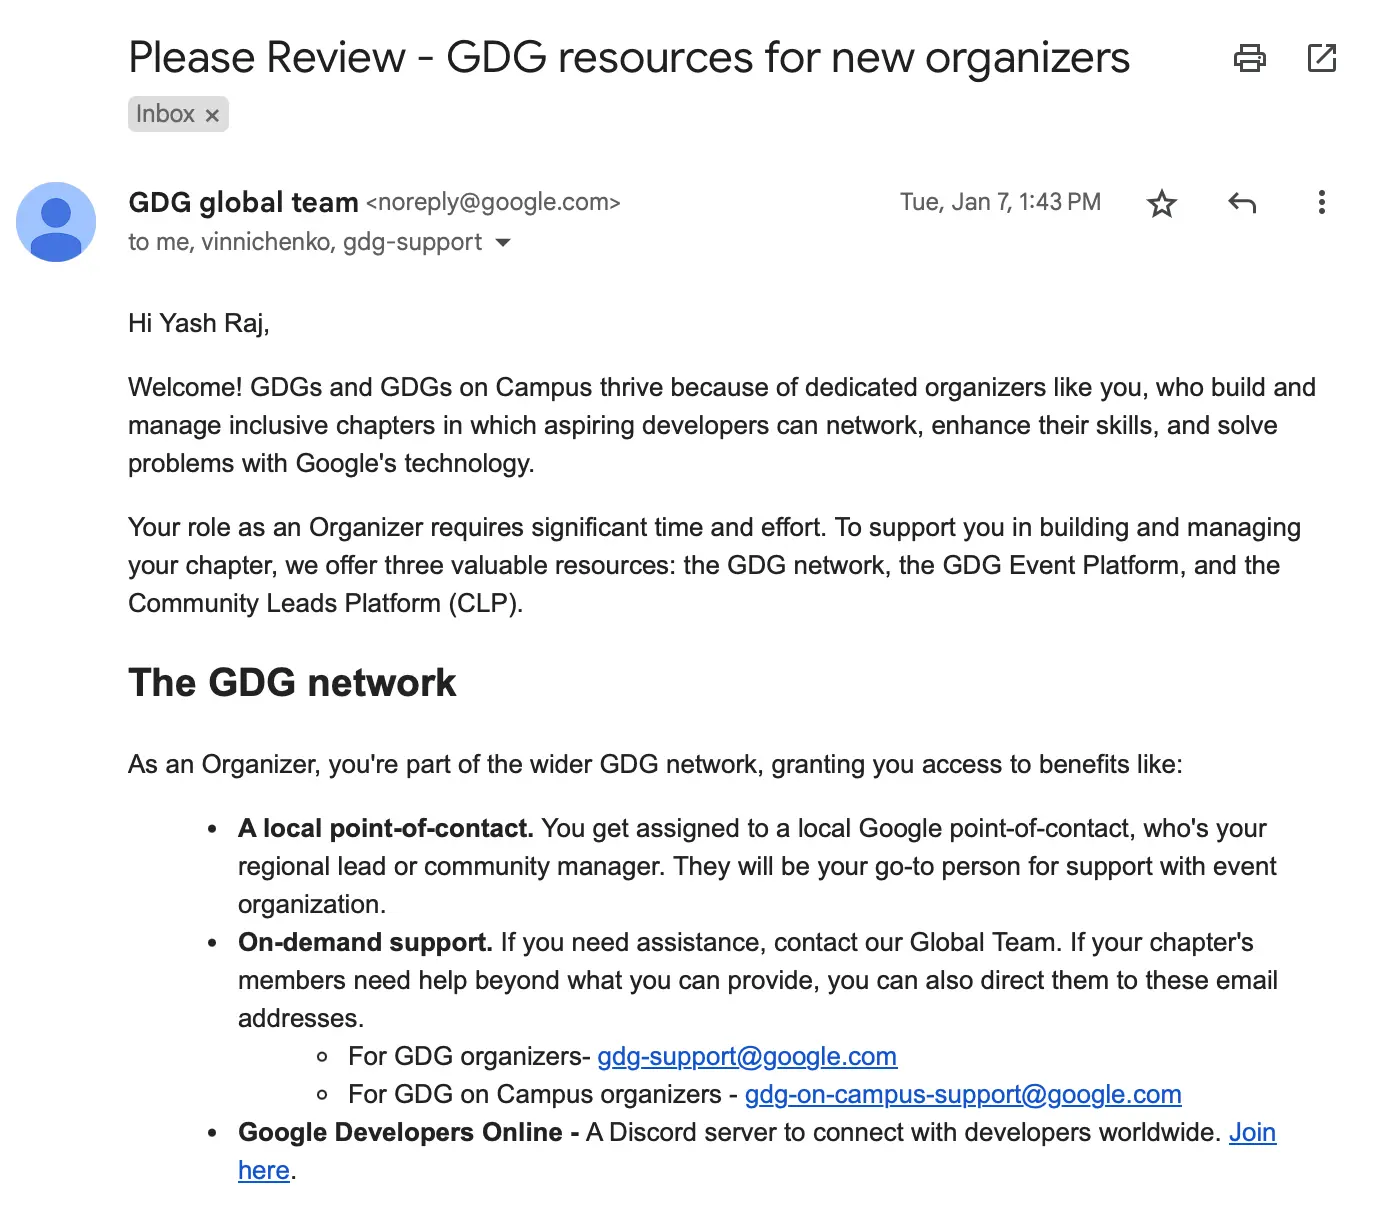 Please Review - GDG resources for new organizers
Inbox ×
GDG global team <noreply@google.com>
Tue, Jan 7, 1:43 PM
to me, vinnichenko, gdg-support
Hi Yash Raj,
Welcome! GDGs and GDGs on Campus thrive because of dedicated organizers like you, who build and
manage inclusive chapters in which aspiring developers can network, enhance their skills, and solve
problems with Google's technology.
Your role as an Organizer requires significant time and effort. To support you in building and managing
your chapter, we offer three valuable resources: the GDG network, the GDG Event Platform, and the
Community Leads Platform (CLP).
The GDG network
As an Organizer, you're part of the wider GDG network, granting you access to benefits like:
• A local point-of-contact. You get assigned to a local Google point-of-contact, who's your
regional lead or community manager. They will be your go-to person for support with event
organization.
• On-demand support. If you need assistance, contact our Global Team. If your chapter's
members need help beyond what you can provide, you can also direct them to these email
addresses.
○ For GDG organizers- gdg-support@google.com
○ For GDG on Campus organizers - gdg-on-campus-support@google.com
• Google Developers Online - A Discord server to connect with developers worldwide. Join
here.